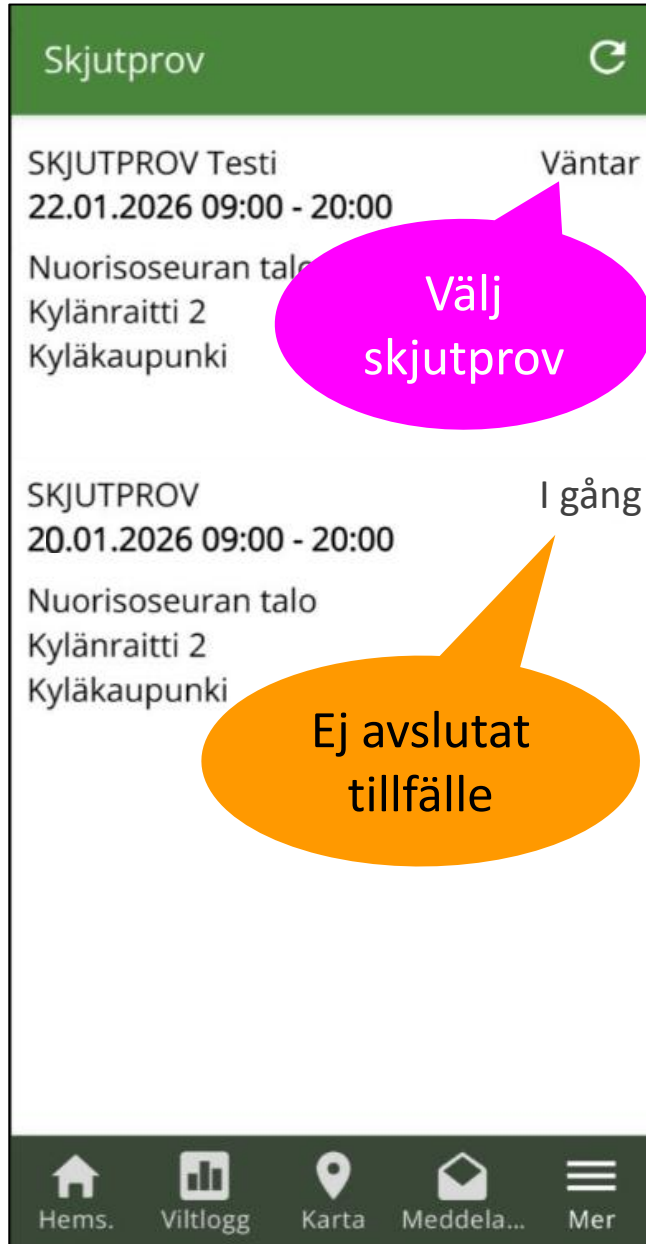 Skjutprov
SKJUTPROV Testi Väntar
22.01.2026 09:00 - 20:00
Nuorisoseuran talo
Kylänraitti 2
Kyläkaupunki
Välj
skjutprov
SKJUTPROV I gång
20.01.2026 09:00 - 20:00
Nuorisoseuran talo
Kylänraitti 2
Kyläkaupunki
Ej avslutat
tillfälle
Hems. Viltlogg Karta Meddela... Mer